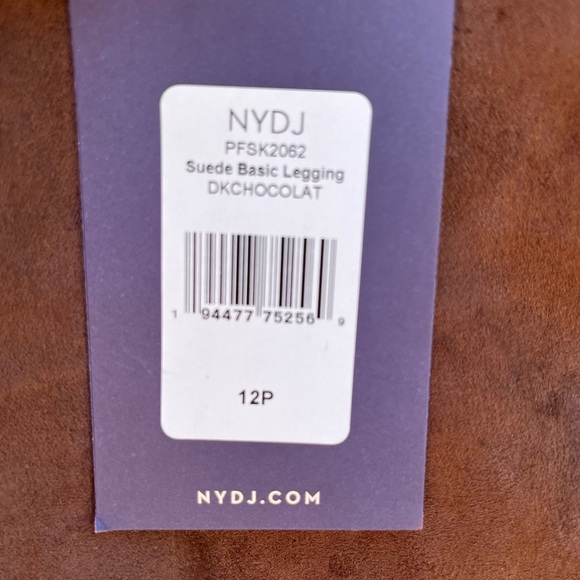 NYDJ
PFSK2062
Suede Basic Legging
DKCHOCOLAT
1 94477 75256 9
12P
NYDJ.COM